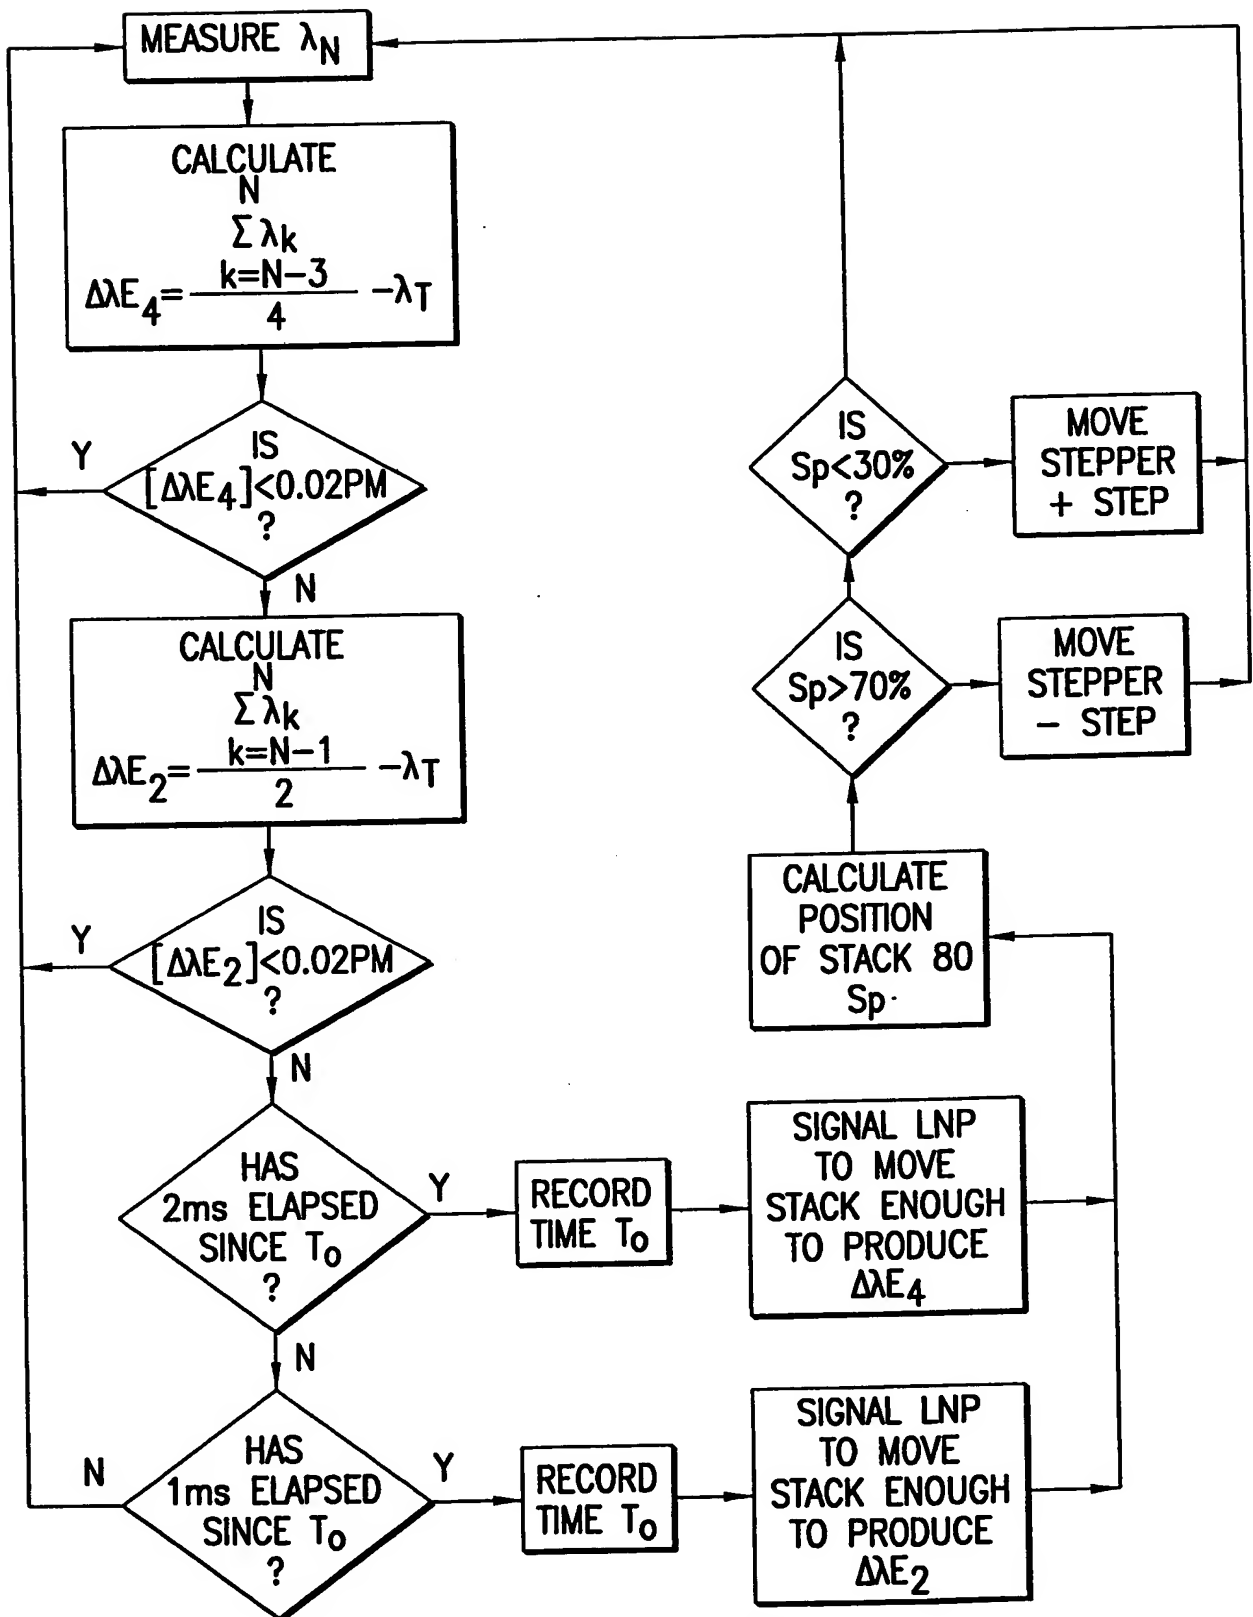 MEASURE λN
CALCULATE
N
Σ λk
k=N-3
ΔλE4= -λT
4
Y
IS
[ΔλE4]<0.02PM
?
N
CALCULATE
N
Σ λk
k=N-1
ΔλE2= -λT
2
Y
IS
[ΔλE2]<0.02PM
?
N
HAS
2ms ELAPSED
SINCE TO
?
Y
RECORD
TIME TO
SIGNAL LNP
TO MOVE
STACK ENOUGH
TO PRODUCE
ΔλE4
N
HAS
1ms ELAPSED
SINCE TO
?
N
Y
RECORD
TIME TO
SIGNAL LNP
TO MOVE
STACK ENOUGH
TO PRODUCE
ΔλE2
CALCULATE
POSITION
OF STACK 80
Sp
IS
Sp>70%
?
MOVE
STEPPER
- STEP
IS
Sp<30%
?
MOVE
STEPPER
+ STEP